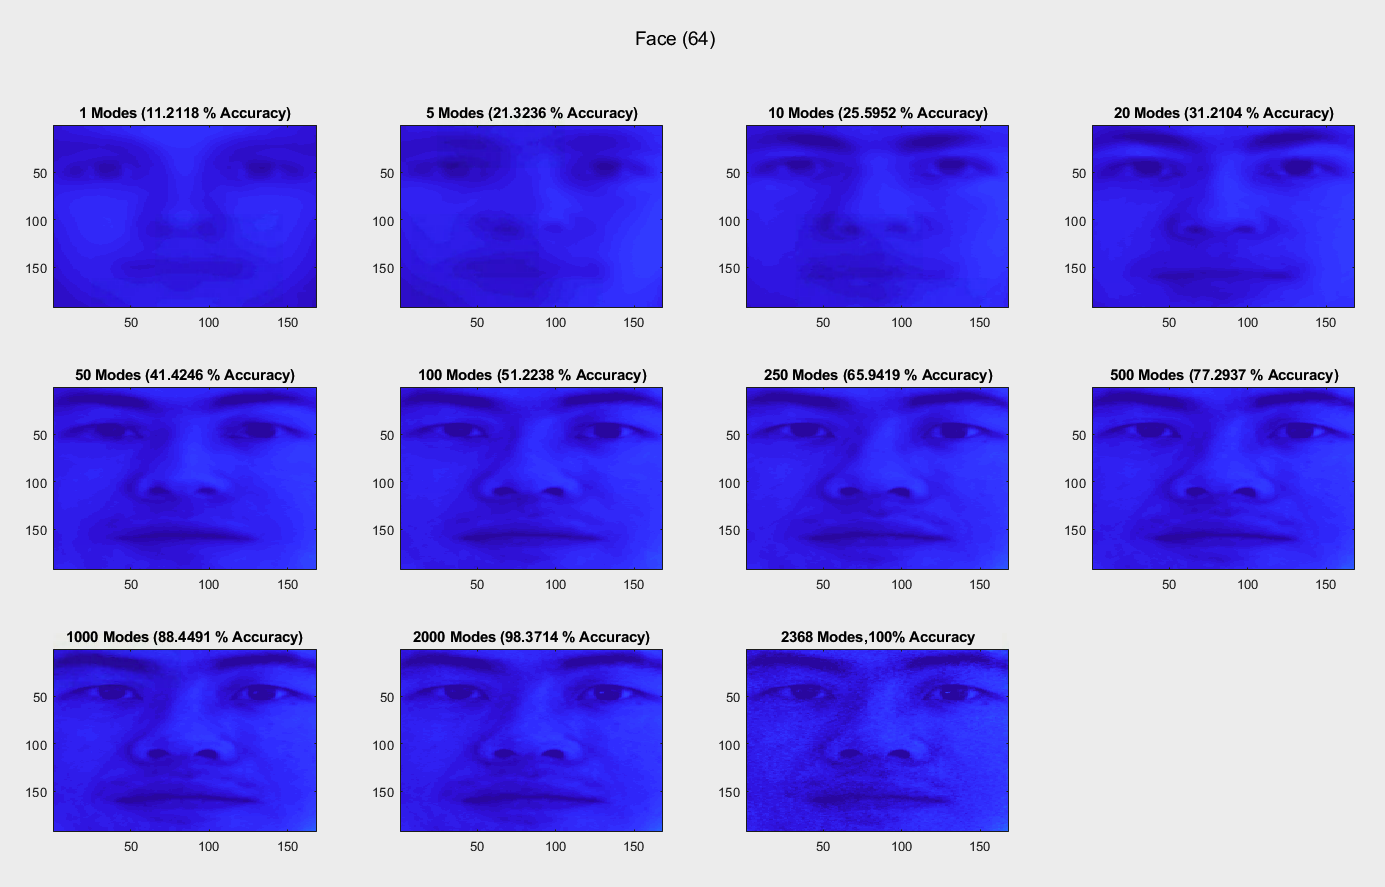 Face (64)
1 Modes (11.2118 % Accuracy)
5 Modes (21.3236 % Accuracy)
10 Modes (25.5952 % Accuracy)
20 Modes (31.2104 % Accuracy)
50
100
150
50 100 150
50
100
150
50 100 150
50
100
150
50 100 150
50
100
150
50 100 150
50 Modes (41.4246 % Accuracy)
100 Modes (51.2238 % Accuracy)
250 Modes (65.9419 % Accuracy)
500 Modes (77.2937 % Accuracy)
50
100
150
50 100 150
50
100
150
50 100 150
50
100
150
50 100 150
50
100
150
50 100 150
1000 Modes (88.4491 % Accuracy)
2000 Modes (98.3714 % Accuracy)
2368 Modes,100% Accuracy
50
100
150
50 100 150
50
100
150
50 100 150
50
100
150
50 100 150